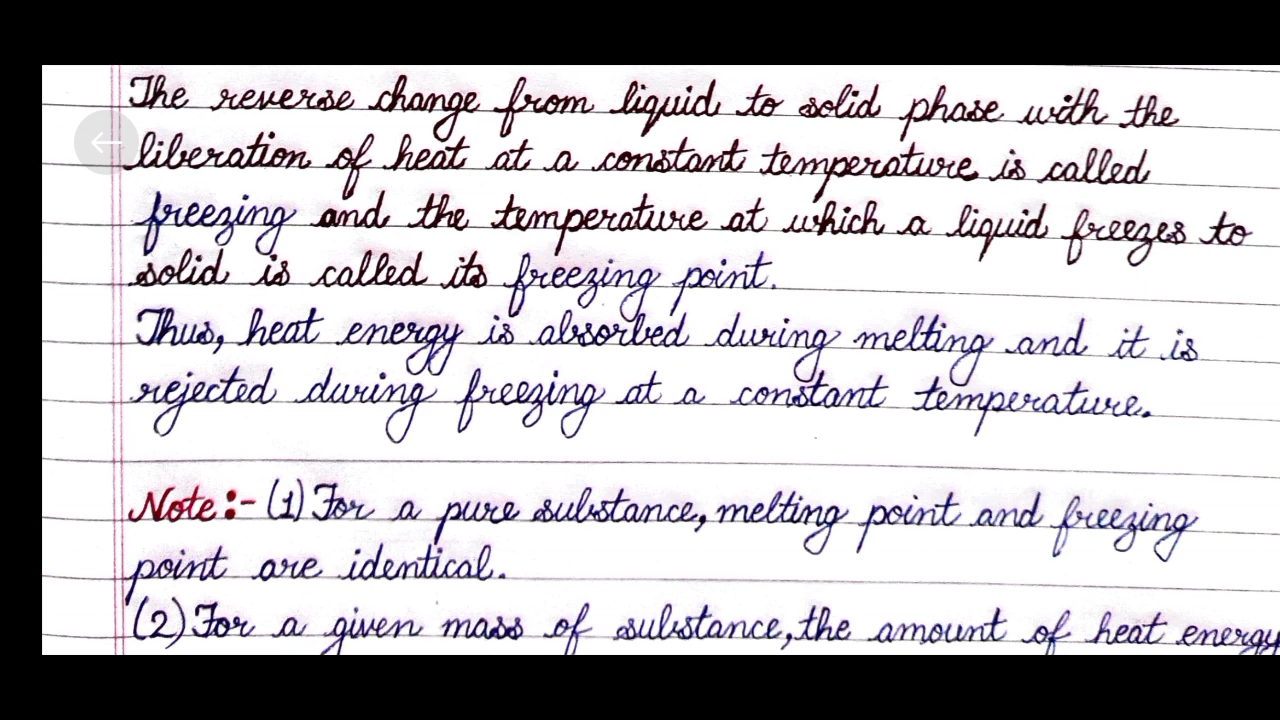 The reverse change from liquid to solid phase with the
liberation of heat at a constant temperature is called
freezing and the temperature at which a liquid freezes to
solid is called its freezing point.
Thus, heat energy is absorbed during melting and it is
rejected during freezing at a constant temperature.
Note:- (1) For a pure substance, melting point and freezing
point are identical.
(2) For a given mass of substance, the amount of heat energy